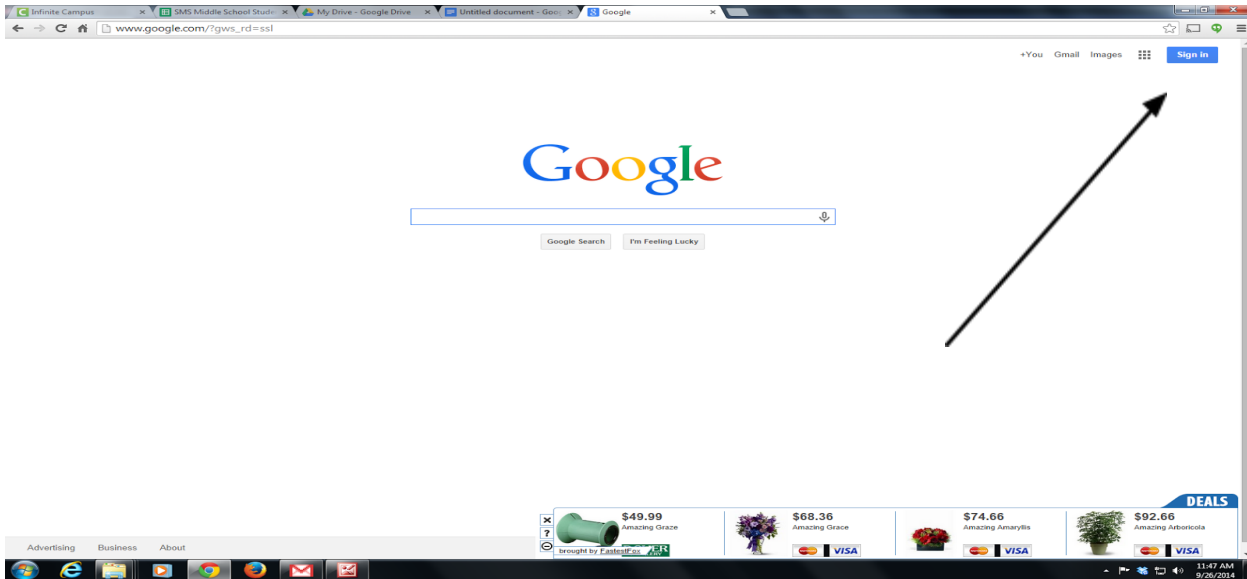 Infinite Campus
SMS Middle School Stude
My Drive - Google Drive
Untitled document - Goo
Google
www.google.com/?gws_rd=ssl
+You Gmail Images Sign in
Google
Google Search I'm Feeling Lucky
DEALS
$49.99
Amazing Graze
$68.36
Amazing Grace
VISA
$74.66
Amazing Amaryllis
VISA
$92.66
Amazing Arboricola
VISA
?
brought by FastestFox
Advertising Business About
11:47 AM
9/26/2014